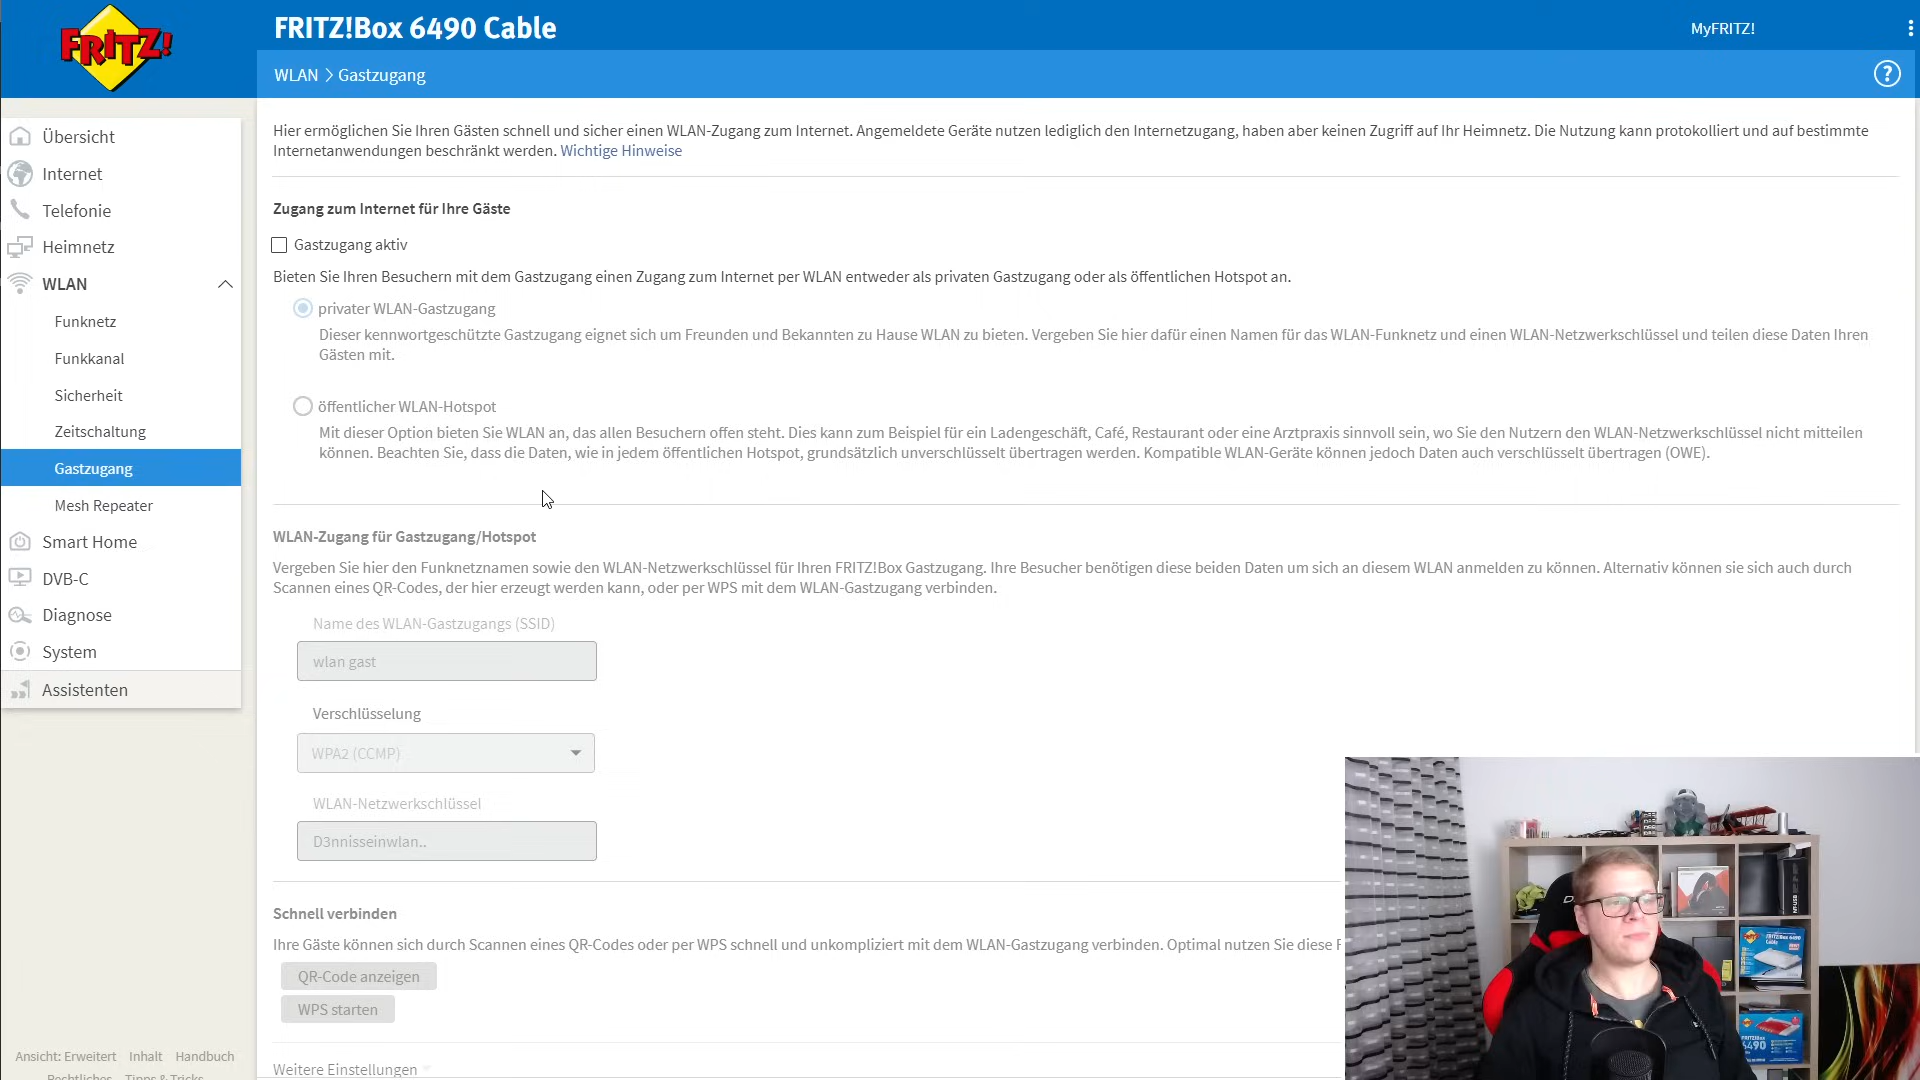 FRITZ!
FRITZ!Box 6490 Cable
MyFRITZ!
WLAN > Gastzugang
?
Übersicht
Internet
Telefonie
Heimnetz
WLAN
Funknetz
Funkkanal
Sicherheit
Zeitschaltung
Gastzugang
Mesh Repeater
Smart Home
DVB-C
Diagnose
System
Assistenten
Ansicht: Erweitert Inhalt Handbuch
Rechtliches Tipps & Tricks
Hier ermöglichen Sie Ihren Gästen schnell und sicher einen WLAN-Zugang zum Internet. Angemeldete Geräte nutzen lediglich den Internetzugang, haben aber keinen Zugriff auf Ihr Heimnetz. Die Nutzung kann protokolliert und auf bestimmte
Internetanwendungen beschränkt werden. Wichtige Hinweise
Zugang zum Internet für Ihre Gäste
Gastzugang aktiv
Bieten Sie Ihren Besuchern mit dem Gastzugang einen Zugang zum Internet per WLAN entweder als privaten Gastzugang oder als öffentlichen Hotspot an.
privater WLAN-Gastzugang
Dieser kennwortgeschützte Gastzugang eignet sich um Freunden und Bekannten zu Hause WLAN zu bieten. Vergeben Sie hier dafür einen Namen für das WLAN-Funknetz und einen WLAN-Netzwerkschlüssel und teilen diese Daten Ihren
Gästen mit.
öffentlicher WLAN-Hotspot
Mit dieser Option bieten Sie WLAN an, das allen Besuchern offen steht. Dies kann zum Beispiel für ein Ladengeschäft, Café, Restaurant oder eine Arztpraxis sinnvoll sein, wo Sie den Nutzern den WLAN-Netzwerkschlüssel nicht mitteilen
können. Beachten Sie, dass die Daten, wie in jedem öffentlichen Hotspot, grundsätzlich unverschlüsselt übertragen werden. Kompatible WLAN-Geräte können jedoch Daten auch verschlüsselt übertragen (OWE).
WLAN-Zugang für Gastzugang/Hotspot
Vergeben Sie hier den Funknetznamen sowie den WLAN-Netzwerkschlüssel für Ihren FRITZ!Box Gastzugang. Ihre Besucher benötigen diese beiden Daten um sich an diesem WLAN anmelden zu können. Alternativ können sie sich auch durch
Scannen eines QR-Codes, der hier erzeugt werden kann, oder per WPS mit dem WLAN-Gastzugang verbinden.
Name des WLAN-Gastzugangs (SSID)
wlan gast
Verschlüsselung
WPA2 (CCMP)
WLAN-Netzwerkschlüssel
D3nnisseinwlan..
Schnell verbinden
Ihre Gäste können sich durch Scannen eines QR-Codes oder per WPS schnell und unkompliziert mit dem WLAN-Gastzugang verbinden. Optimal nutzen Sie diese
QR-Code anzeigen
WPS starten
Weitere Einstellungen